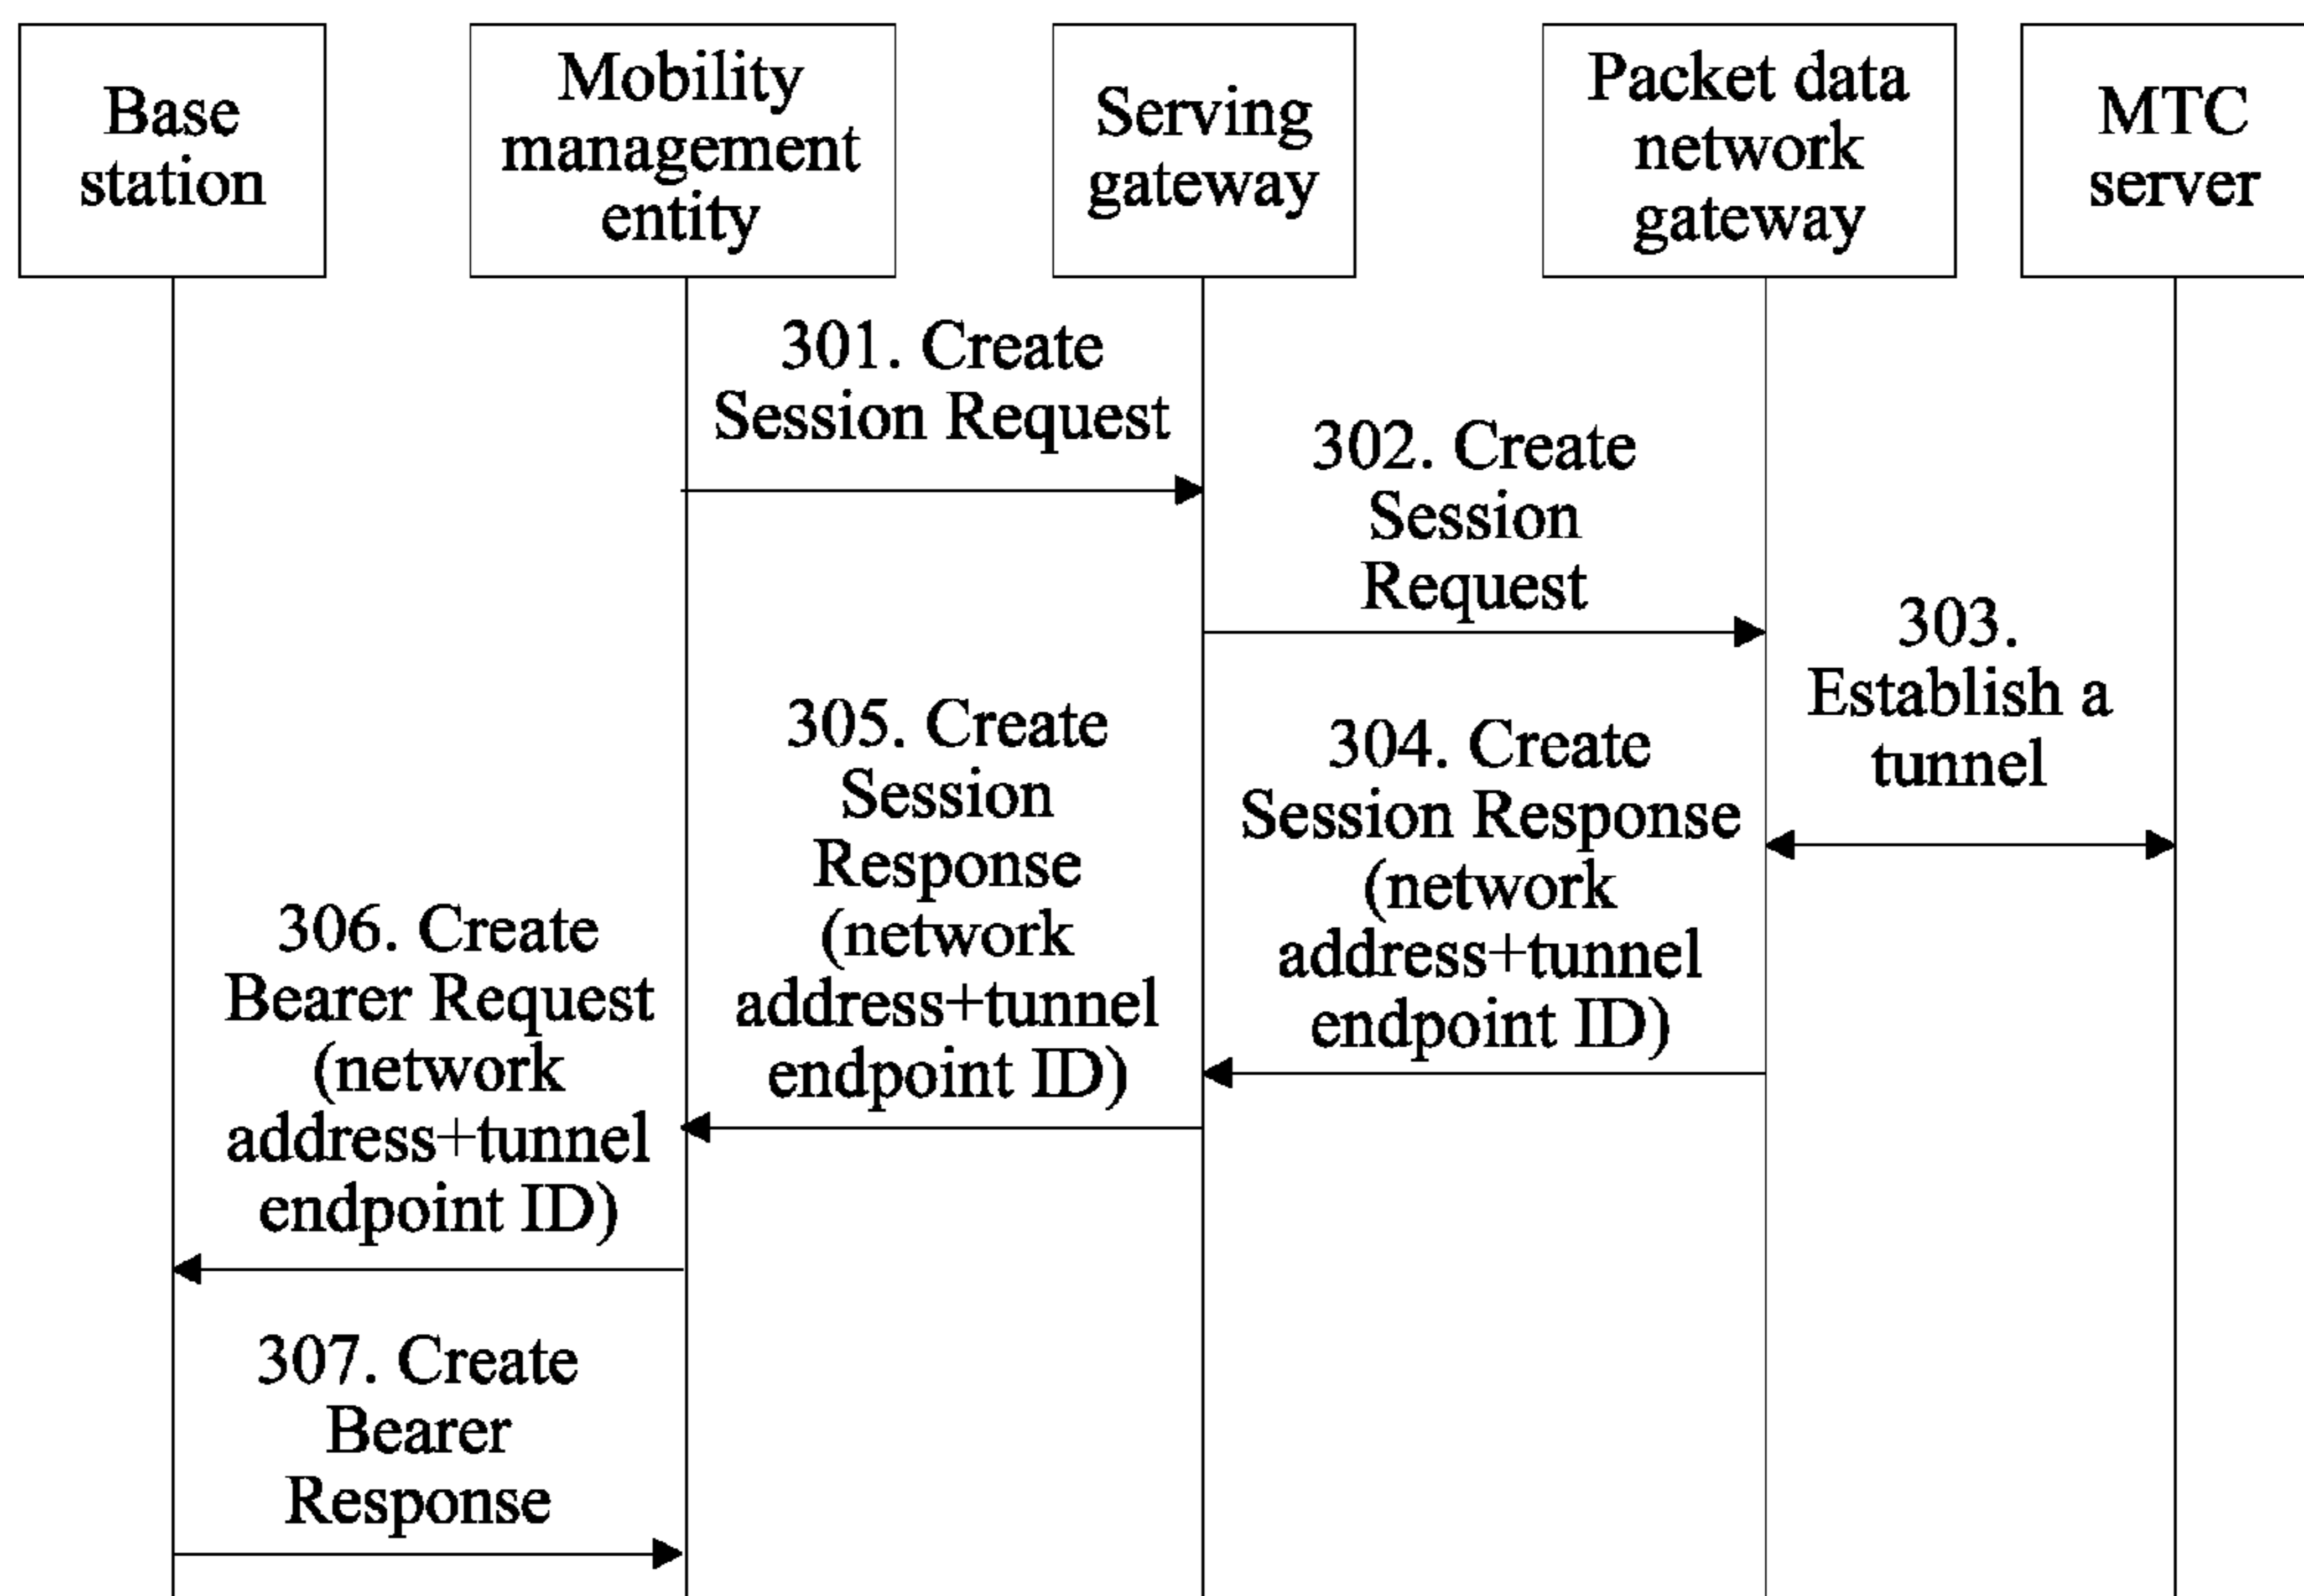 Base
station
Mobility
management
entity
Serving
gateway
Packet data
network
gateway
MTC
server
301. Create
Session Request
302. Create
Session
Request
303.
Establish a
tunnel
304. Create
Session Response
(network
address+tunnel
endpoint ID)
305. Create
Session
Response
(network
address+tunnel
endpoint ID)
306. Create
Bearer Request
(network
address+tunnel
endpoint ID)
307. Create
Bearer
Response